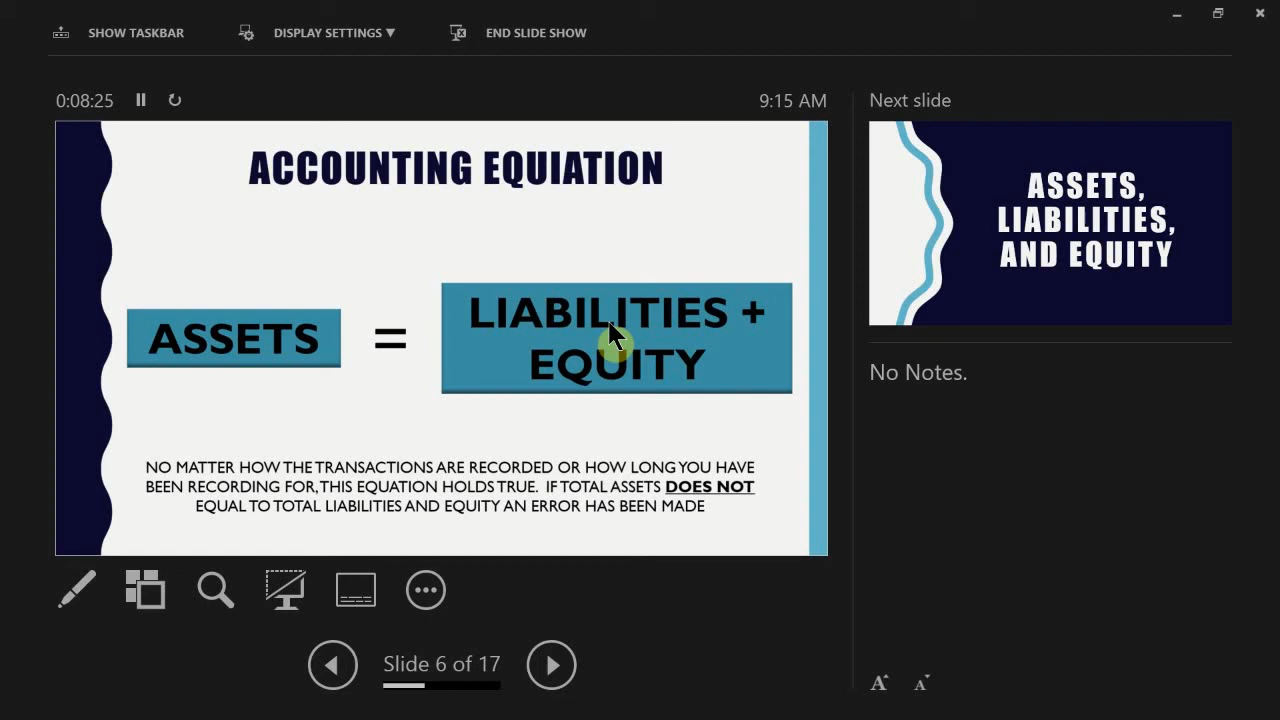 SHOW TASKBAR
DISPLAY SETTINGS ▼
END SLIDE SHOW
0:08:25
9:15 AM
Next slide
ACCOUNTING EQUIATION
ASSETS
=
LIABILITIES +
EQUITY
NO MATTER HOW THE TRANSACTIONS ARE RECORDED OR HOW LONG YOU HAVE
BEEN RECORDING FOR, THIS EQUATION HOLDS TRUE. IF TOTAL ASSETS DOES NOT
EQUAL TO TOTAL LIABILITIES AND EQUITY AN ERROR HAS BEEN MADE
ASSETS,
LIABILITIES,
AND EQUITY
No Notes.
Slide 6 of 17
A A